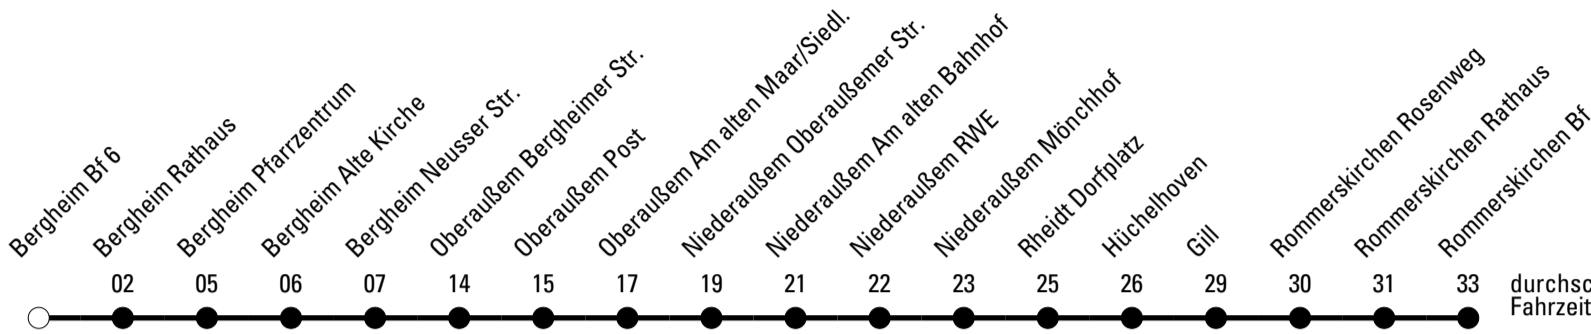 Bergheim Bf 6
Bergheim Rathaus
Bergheim Pfarrzentrum
Bergheim Alte Kirche
Bergheim Neusser Str.
Oberaußem Bergheimer Str.
Oberaußem Post
Oberaußem Am alten Maar/Siedl.
Niederaußem Oberaußemer Str.
Niederaußem Am alten Bahnhof
Niederaußem RWE
Niederaußem Mönchhof
Rheidt Dorfplatz
Hüchelhoven
Gill
Rommerskirchen Rosenweg
Rommerskirchen Rathaus
Rommerskirchen Bf
02 05 06 07 14 15 17 19 21 22 23 25 26 29 30 31 33 durchsc
Fahrzeit